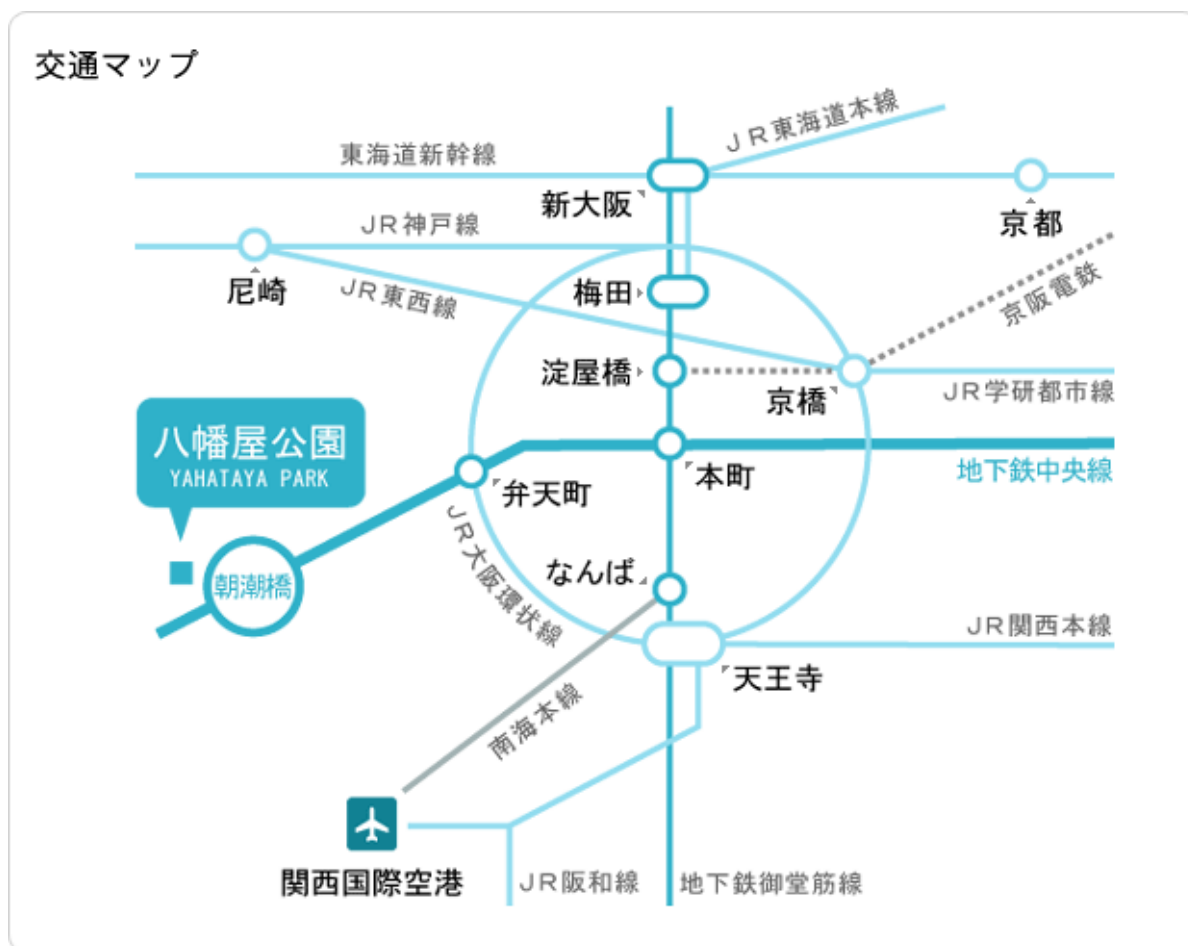 交通マップ
JR東海道本線
東海道新幹線
新大阪
京都
JR神戸線
尼崎
JR東西線
梅田
京阪電鉄
淀屋橋
京橋
JR学研都市線
八幡屋公園
YAHATAYA PARK
本町
地下鉄中央線
弁天町
JR大阪環状線
なんば
朝潮橋
JR関西本線
天王寺
南海本線
関西国際空港
JR阪和線
地下鉄御堂筋線